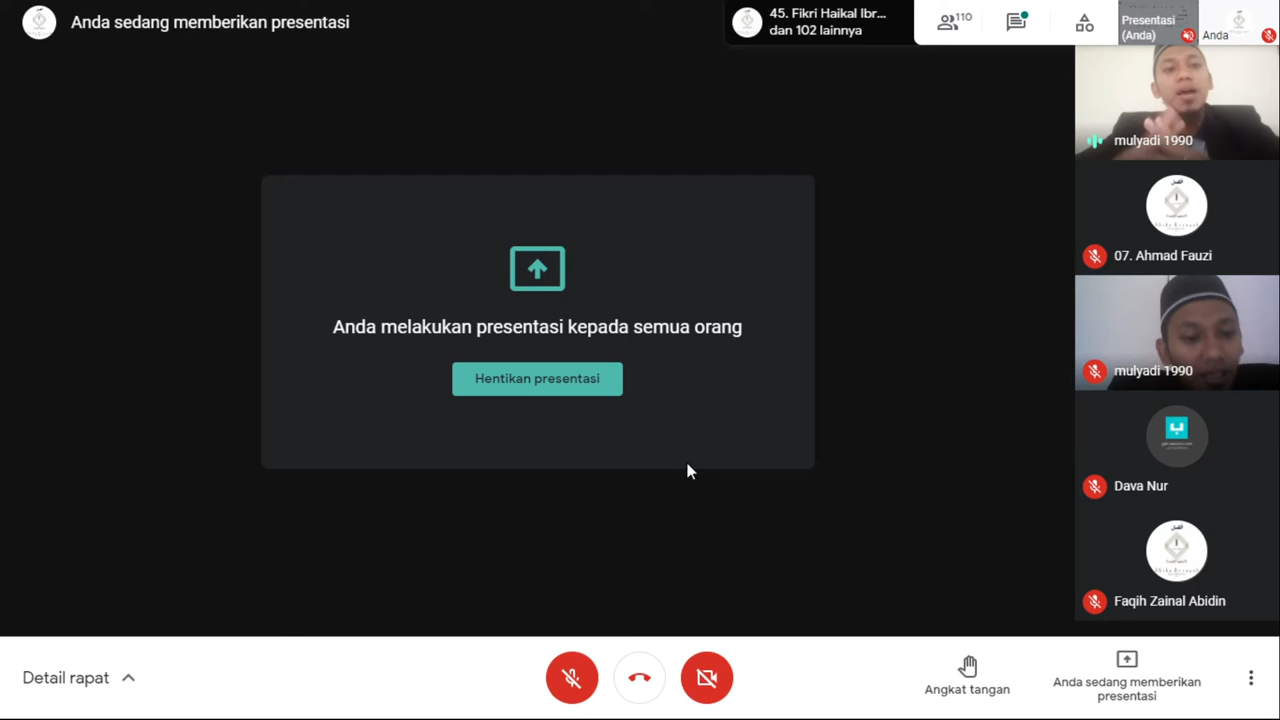 Anda sedang memberikan presentasi
45. Fikri Haikal Ibr...
dan 102 lainnya
110
Presentasi
(Anda)
Anda
mulyadi 1990
07. Ahmad Fauzi
mulyadi 1990
Dava Nur
Faqih Zainal Abidin
Anda melakukan presentasi kepada semua orang
Hentikan presentasi
Detail rapat
Angkat tangan
Anda sedang memberikan
presentasi